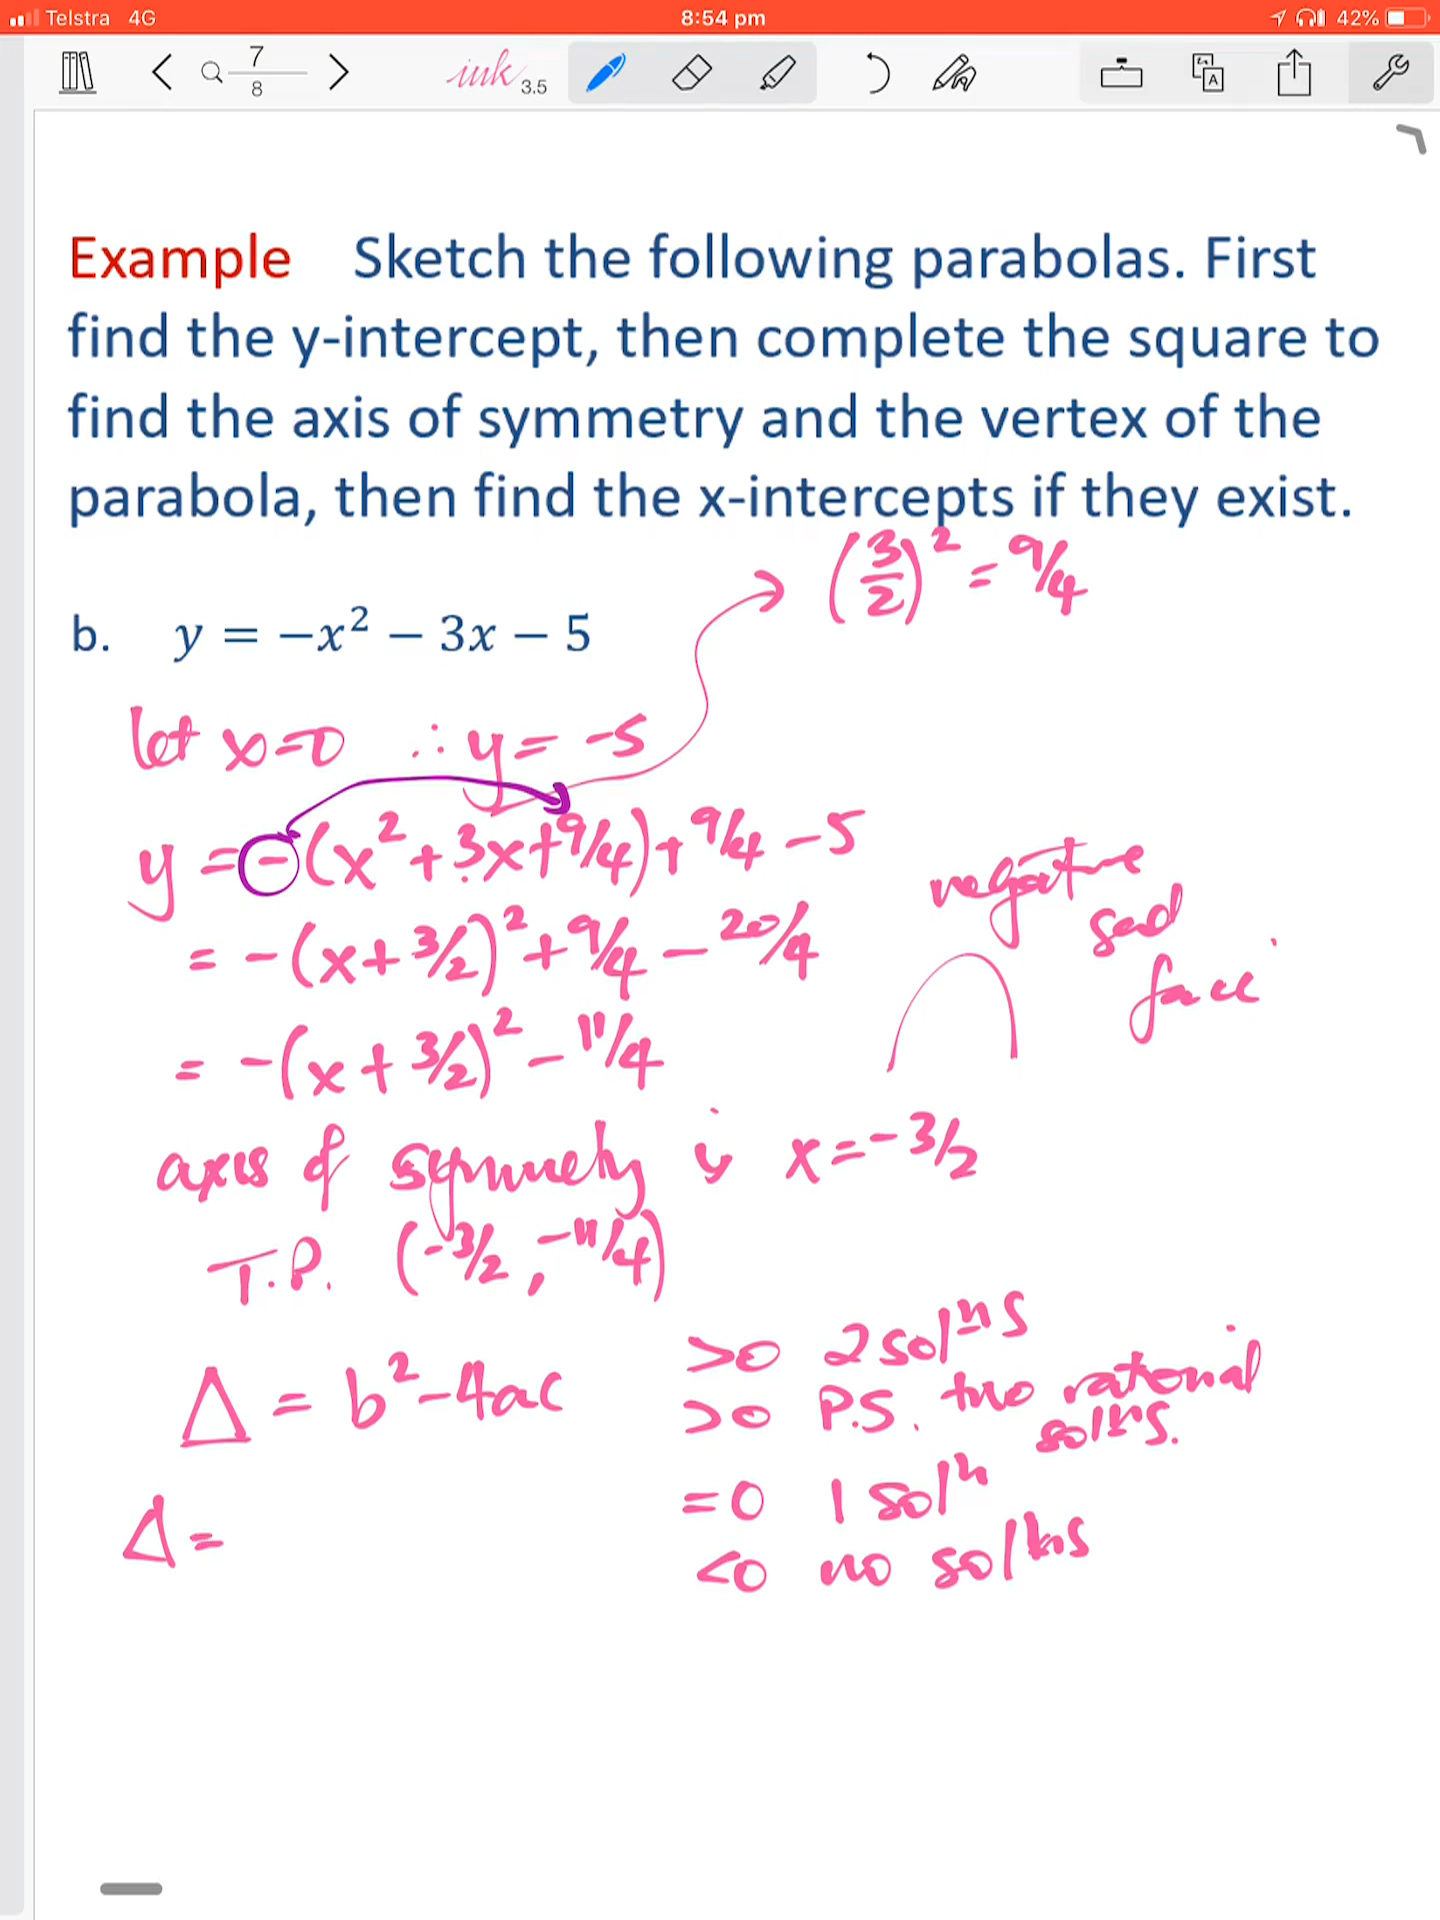 Telstra 4G 8:54 pm 42%
7
8
ink 3.5
Example Sketch the following parabolas. First
find the y-intercept, then complete the square to
find the axis of symmetry and the vertex of the
parabola, then find the x-intercepts if they exist.
(3/2)² = 9/4
b. y = −x² − 3x − 5
let x=0 ∴ y = -5
y = -(x² + 3x + 9/4) + 9/4 - 5
= -(x + 3/2)² + 9/4 - 20/4
negative
sad
face
= -(x + 3/2)² - 11/4
axis of symmetry is x = -3/2
T.P. (-3/2, -11/4)
Δ = b² - 4ac
>0 2 solns
>0 P.S. two rational
solns.
=0 1 soln
<0 no solns
Δ =